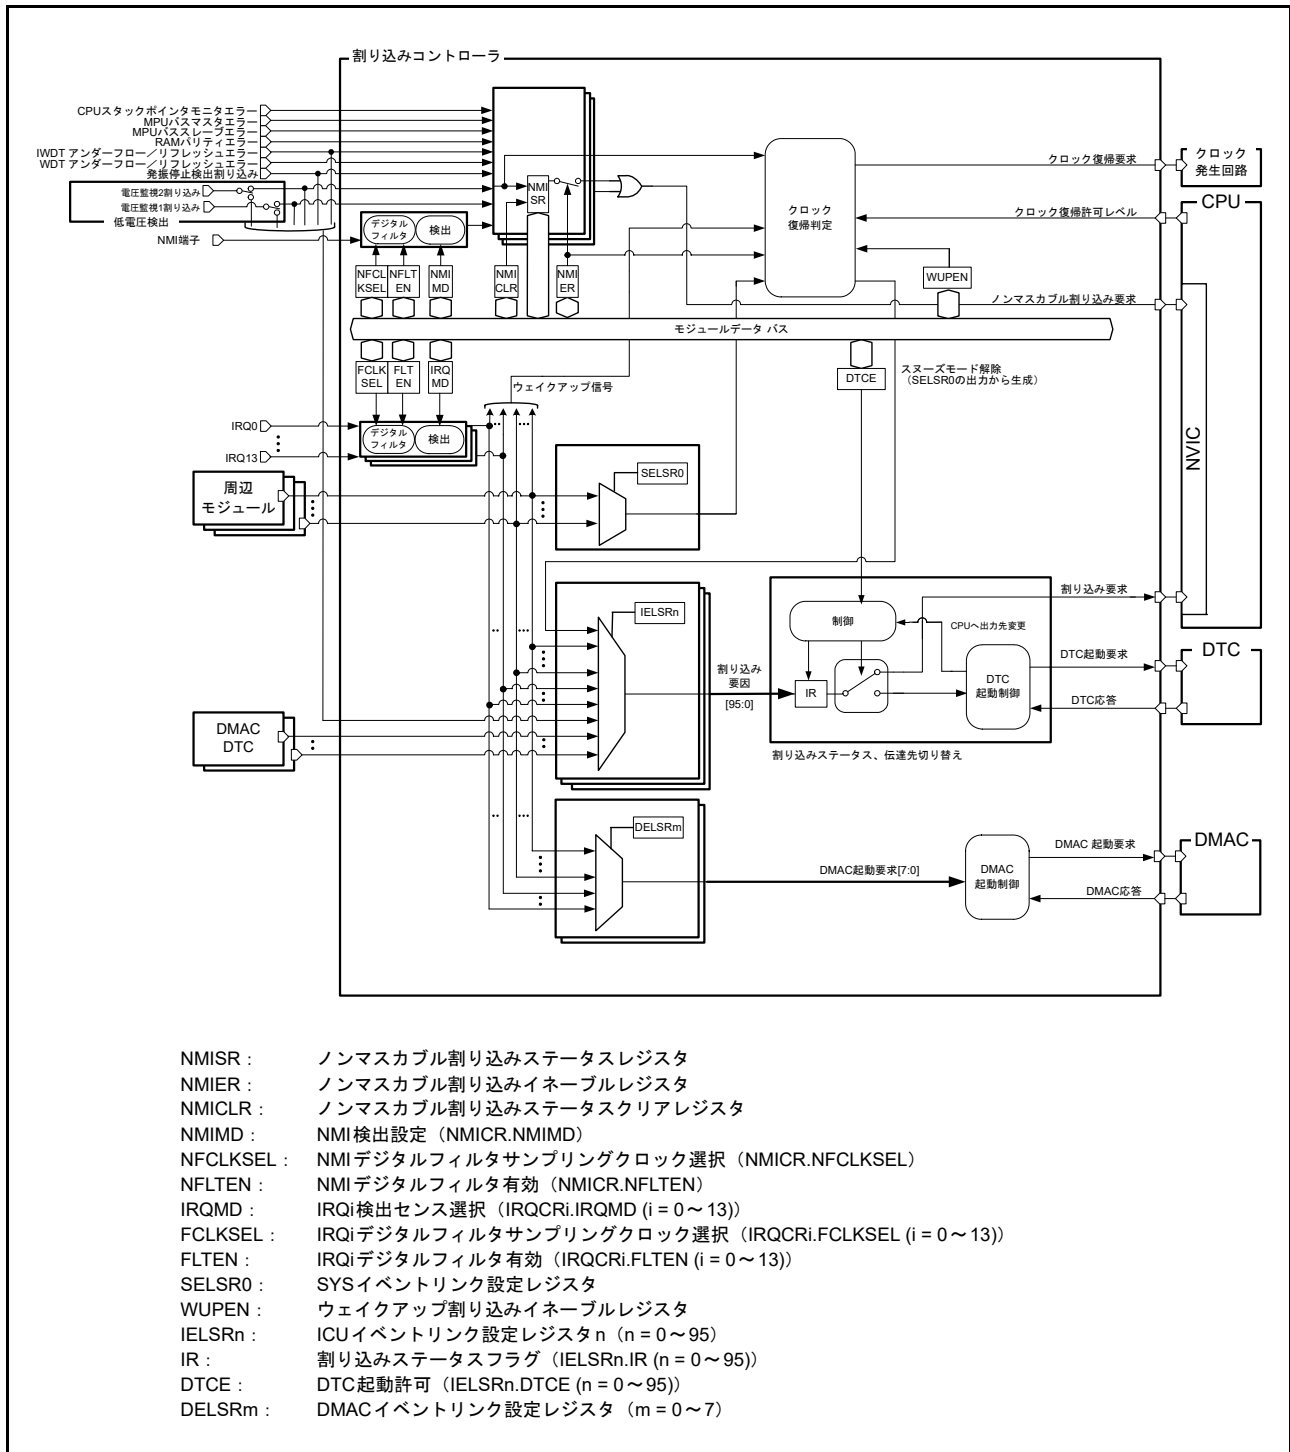 割り込みコントローラ
CPUスタックポインタモニタエラー
MPUバスマスタエラー
MPUバススレーブエラー
RAMパリティエラー
IWDT アンダーフロー／リフレッシュエラー
WDT アンダーフロー／リフレッシュエラー
発振停止検出割り込み
電圧監視2割り込み
電圧監視1割り込み
低電圧検出
NMI端子
デジタル
フィルタ
検出
NMI
SR
NFCL
KSEL
NFLT
EN
NMI
MD
NMI
CLR
NMI
ER
クロック
復帰判定
WUPEN
クロック復帰要求
クロック
発生回路
クロック復帰許可レベル
CPU
ノンマスカブル割り込み要求
モジュールデータ バス
FCLK
SEL
FLT
EN
IRQ
MD
ウェイクアップ信号
DTCE
スヌーズモード解除
（SELSR0の出力から生成）
NVIC
IRQ0
IRQ13
デジタル
フィルタ
検出
周辺
モジュール
SELSR0
IELSRn
割り込み
要因
[95:0]
制御
IR
CPUへ出力先変更
DTC
起動制御
割り込み要求
DTC起動要求
DTC
DTC応答
割り込みステータス、伝達先切り替え
DMAC
DTC
DELSRm
DMAC起動要求[7:0]
DMAC
起動制御
DMAC 起動要求
DMAC応答
DMAC
NMISR： ノンマスカブル割り込みステータスレジスタ
NMIER： ノンマスカブル割り込みイネーブルレジスタ
NMICLR： ノンマスカブル割り込みステータスクリアレジスタ
NMIMD： NMI検出設定（NMICR.NMIMD）
NFCLKSEL： NMIデジタルフィルタサンプリングクロック選択（NMICR.NFCLKSEL）
NFLTEN： NMIデジタルフィルタ有効（NMICR.NFLTEN）
IRQMD： IRQi検出センス選択（IRQCRi.IRQMD (i = 0～13)）
FCLKSEL： IRQiデジタルフィルタサンプリングクロック選択（IRQCRi.FCLKSEL (i = 0～13)）
FLTEN： IRQiデジタルフィルタ有効（IRQCRi.FLTEN (i = 0～13)）
SELSR0： SYSイベントリンク設定レジスタ
WUPEN： ウェイクアップ割り込みイネーブルレジスタ
IELSRn： ICUイベントリンク設定レジスタn（n = 0～95）
IR： 割り込みステータスフラグ（IELSRn.IR (n = 0～95)）
DTCE： DTC起動許可（IELSRn.DTCE (n = 0～95)）
DELSRm： DMACイベントリンク設定レジスタ（m = 0～7）